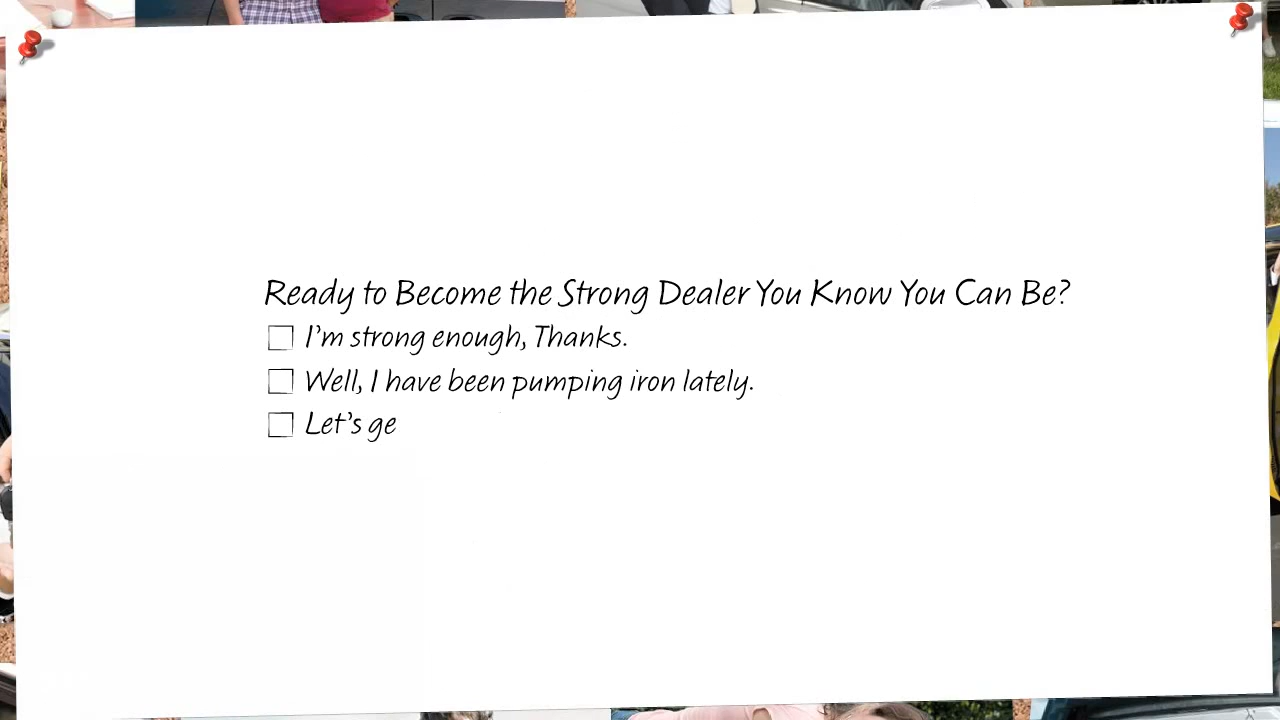 Ready to Become the Strong Dealer You Know You Can Be?
I'm strong enough, Thanks.
Well, I have been pumping iron lately.
Let's ge